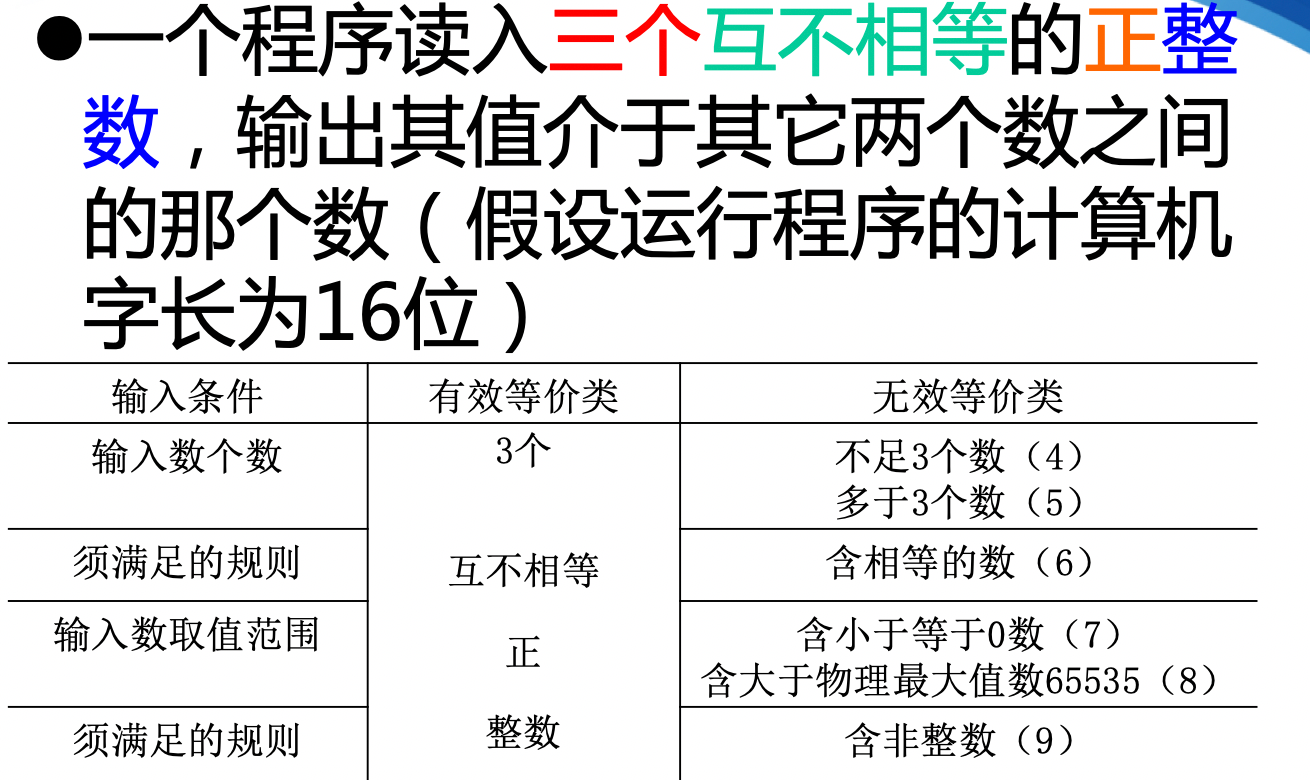 ●一个程序读入三个互不相等的正整
数，输出其值介于其它两个数之间
的那个数（假设运行程序的计算机
字长为16位）
输入条件 有效等价类 无效等价类
输入数个数 3个 不足3个数（4）
多于3个数（5）
须满足的规则 互不相等 含相等的数（6）
输入数取值范围 正 含小于等于0数（7）
含大于物理最大值数65535（8）
须满足的规则 整数 含非整数（9）